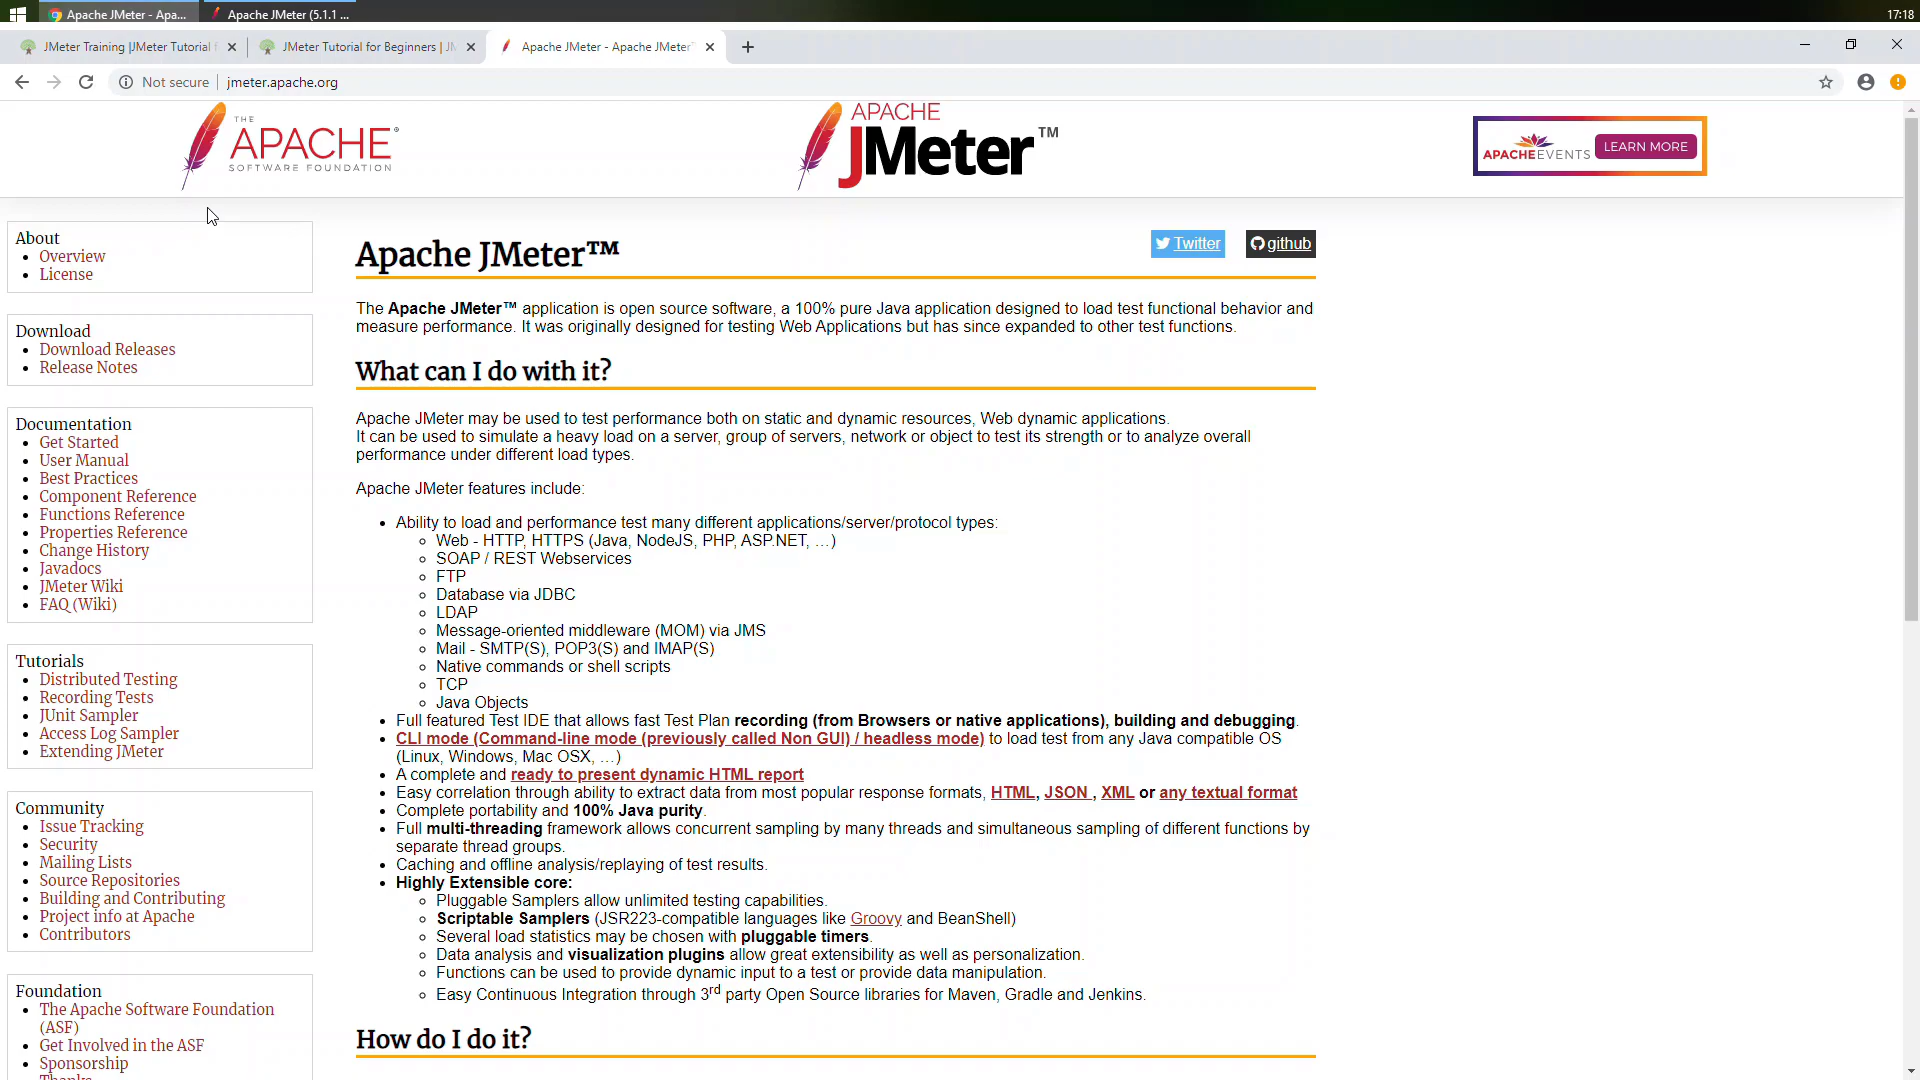 Apache JMeter - Apa...
Apache JMeter (5.1.1 ...
17:18
JMeter Training |JMeter Tutorial
JMeter Tutorial for Beginners | JM
Apache JMeter - Apache JMeter™
Not secure
jmeter.apache.org
THE
APACHE®
SOFTWARE FOUNDATION
APACHE
JMeter™
APACHEEVENTS LEARN MORE
About
Overview
License
Download
Download Releases
Release Notes
Documentation
Get Started
User Manual
Best Practices
Component Reference
Functions Reference
Properties Reference
Change History
Javadocs
JMeter Wiki
FAQ (Wiki)
Tutorials
Distributed Testing
Recording Tests
JUnit Sampler
Access Log Sampler
Extending JMeter
Community
Issue Tracking
Security
Mailing Lists
Source Repositories
Building and Contributing
Project info at Apache
Contributors
Foundation
The Apache Software Foundation
(ASF)
Get Involved in the ASF
Sponsorship
Thanks
Apache JMeter™
Twitter
github
The Apache JMeter™ application is open source software, a 100% pure Java application designed to load test functional behavior and
measure performance. It was originally designed for testing Web Applications but has since expanded to other test functions.
What can I do with it?
Apache JMeter may be used to test performance both on static and dynamic resources, Web dynamic applications.
It can be used to simulate a heavy load on a server, group of servers, network or object to test its strength or to analyze overall
performance under different load types.
Apache JMeter features include:
Ability to load and performance test many different applications/server/protocol types:
Web - HTTP, HTTPS (Java, NodeJS, PHP, ASP.NET, …)
SOAP / REST Webservices
FTP
Database via JDBC
LDAP
Message-oriented middleware (MOM) via JMS
Mail - SMTP(S), POP3(S) and IMAP(S)
Native commands or shell scripts
TCP
Java Objects
Full featured Test IDE that allows fast Test Plan recording (from Browsers or native applications), building and debugging.
CLI mode (Command-line mode (previously called Non GUI) / headless mode) to load test from any Java compatible OS
(Linux, Windows, Mac OSX, …)
A complete and ready to present dynamic HTML report
Easy correlation through ability to extract data from most popular response formats, HTML, JSON , XML or any textual format
Complete portability and 100% Java purity.
Full multi-threading framework allows concurrent sampling by many threads and simultaneous sampling of different functions by
separate thread groups.
Caching and offline analysis/replaying of test results.
Highly Extensible core:
Pluggable Samplers allow unlimited testing capabilities.
Scriptable Samplers (JSR223-compatible languages like Groovy and BeanShell)
Several load statistics may be chosen with pluggable timers.
Data analysis and visualization plugins allow great extensibility as well as personalization.
Functions can be used to provide dynamic input to a test or provide data manipulation.
Easy Continuous Integration through 3rd party Open Source libraries for Maven, Gradle and Jenkins.
How do I do it?